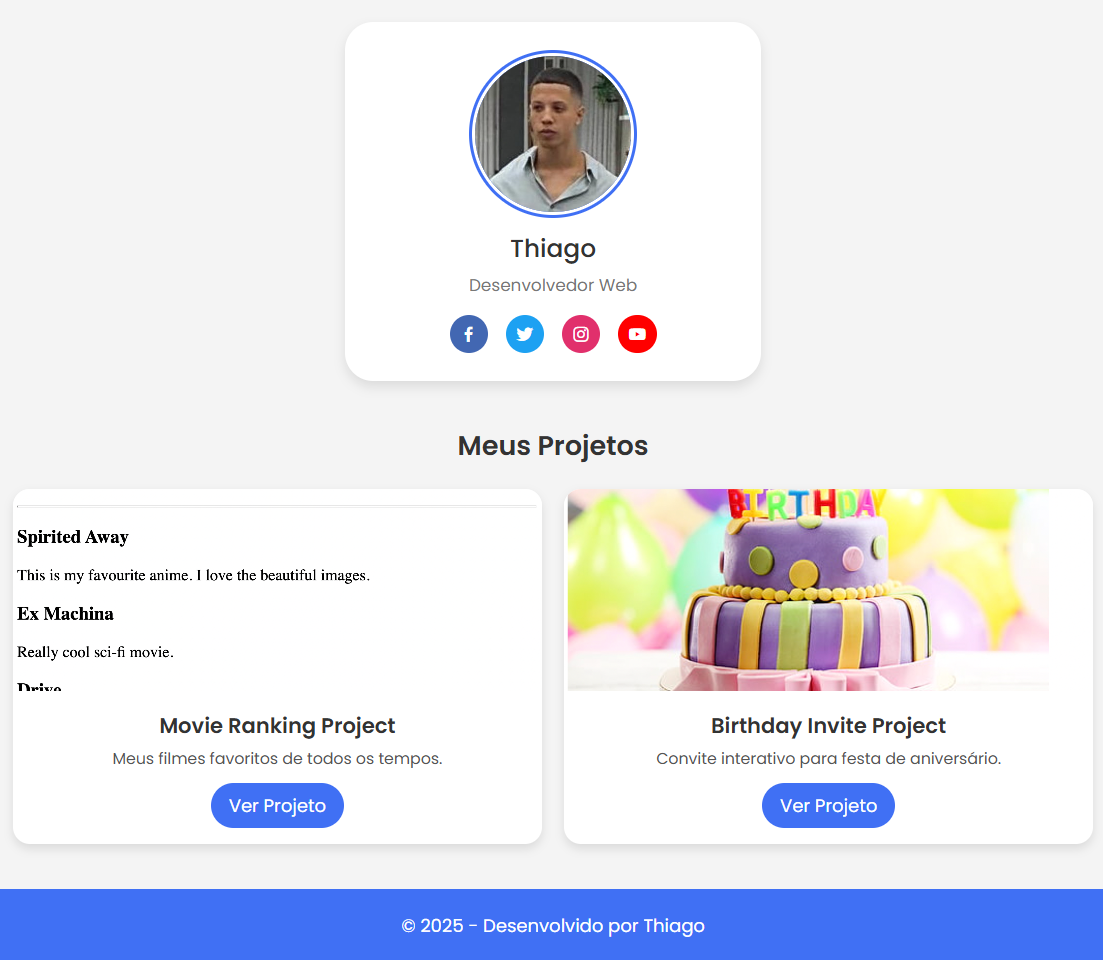 Thiago
Desenvolvedor Web
Meus Projetos
Spirited Away
This is my favourite anime. I love the beautiful images.
Ex Machina
Really cool sci-fi movie.
Drive
BIRTHDAY
Movie Ranking Project
Meus filmes favoritos de todos os tempos.
Ver Projeto
Birthday Invite Project
Convite interativo para festa de aniversário.
Ver Projeto
© 2025 - Desenvolvido por Thiago